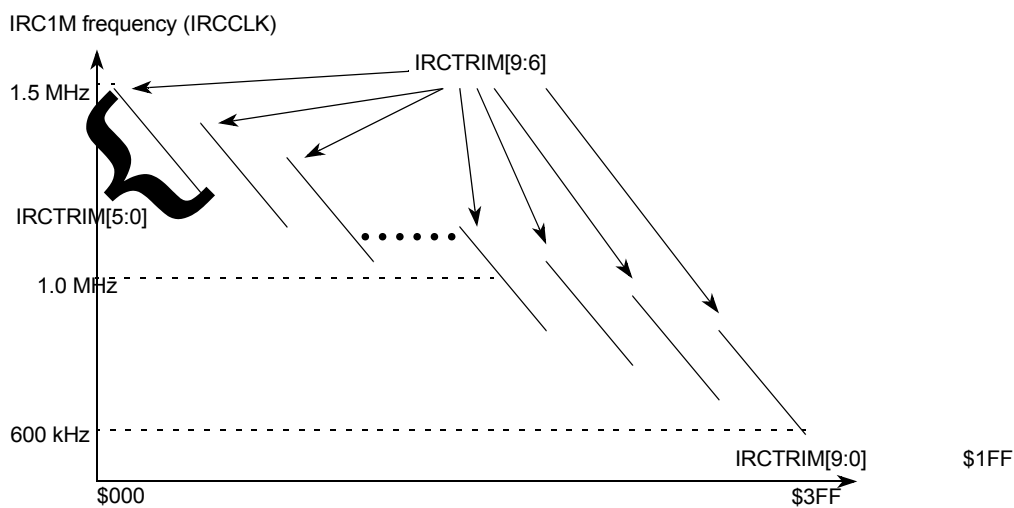 IRC1M frequency (IRCCLK)
IRCTRIM[9:6]
1.5 MHz
IRCTRIM[5:0]
......
1.0 MHz
600 kHz
IRCTRIM[9:0]
$1FF
$000
$3FF